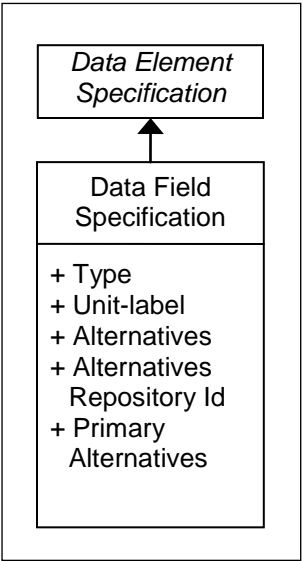 Data Element
Specification
Data Field
Specification
+ Type
+ Unit-label
+ Alternatives
+ Alternatives
Repository Id
+ Primary
Alternatives